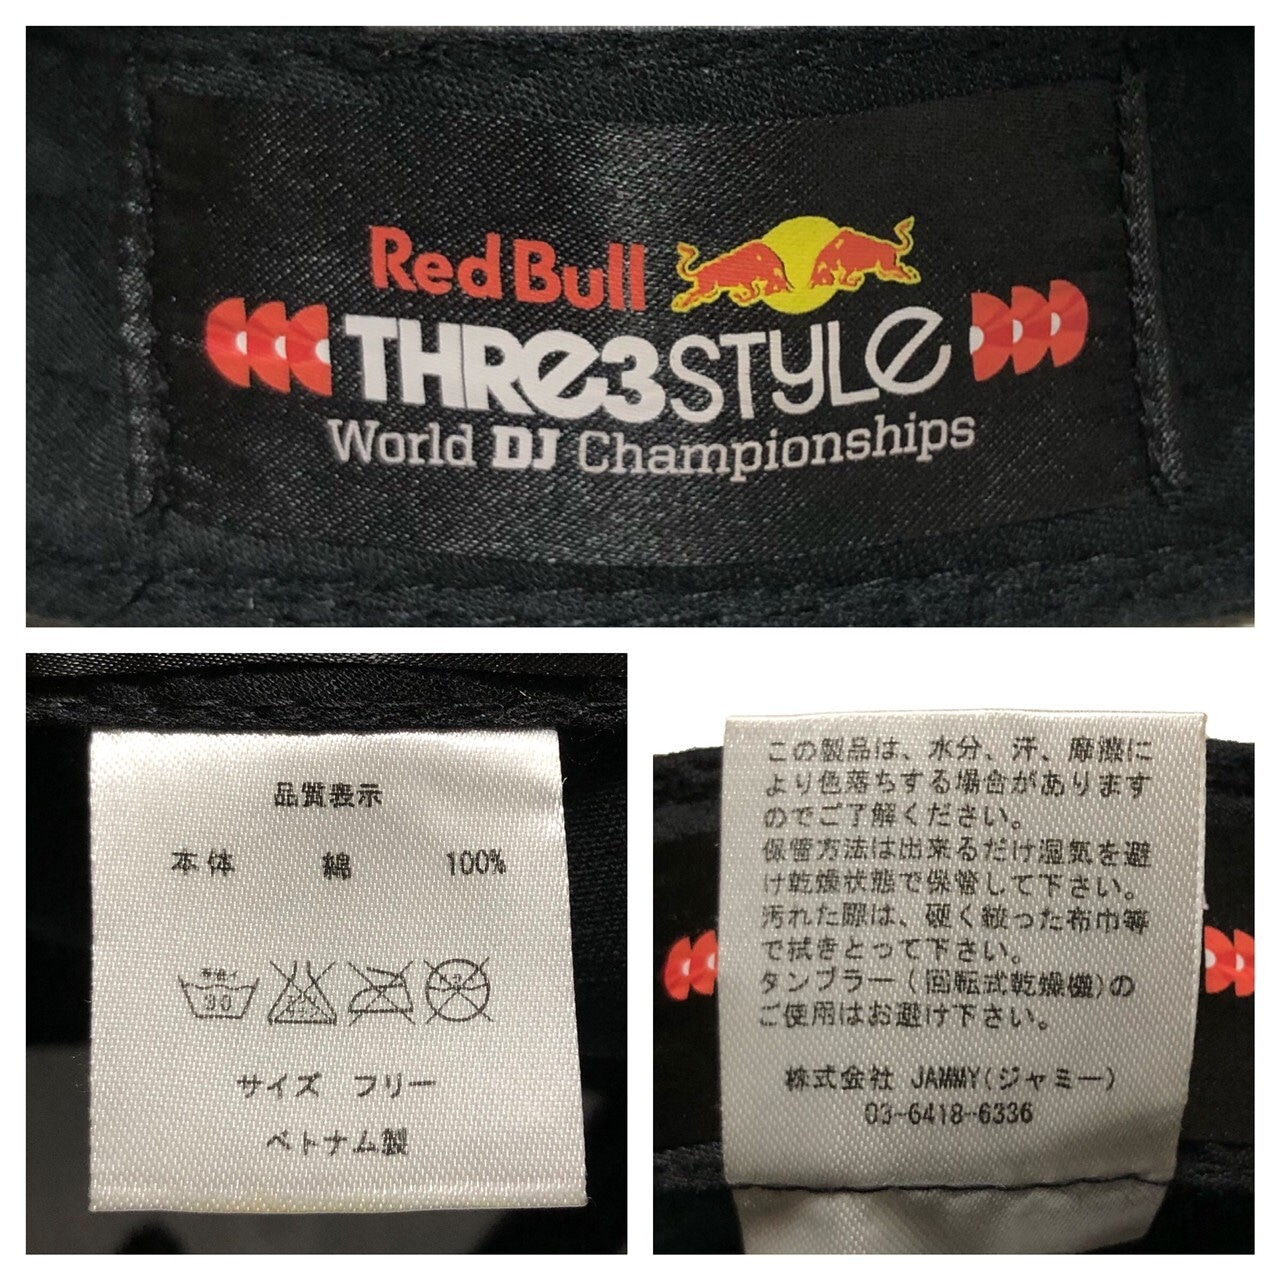 Red Bull
THRe3STYLe
World DJ Championships
品質表示
本体 綿 100%
30
サイズ フリー
ベトナム製
この製品は、水分、汗、摩擦に
より色落ちする場合があります
のでご了解ください。
保管方法は出来るだけ湿気を避
け乾燥状態で保管して下さい。
汚れた際は、硬く絞った布巾等
で拭きとって下さい。
タンブラー(回転式乾燥機)の
ご使用はお避け下さい。
株式会社 JAMMY(ジャミー)
03-6418-6336